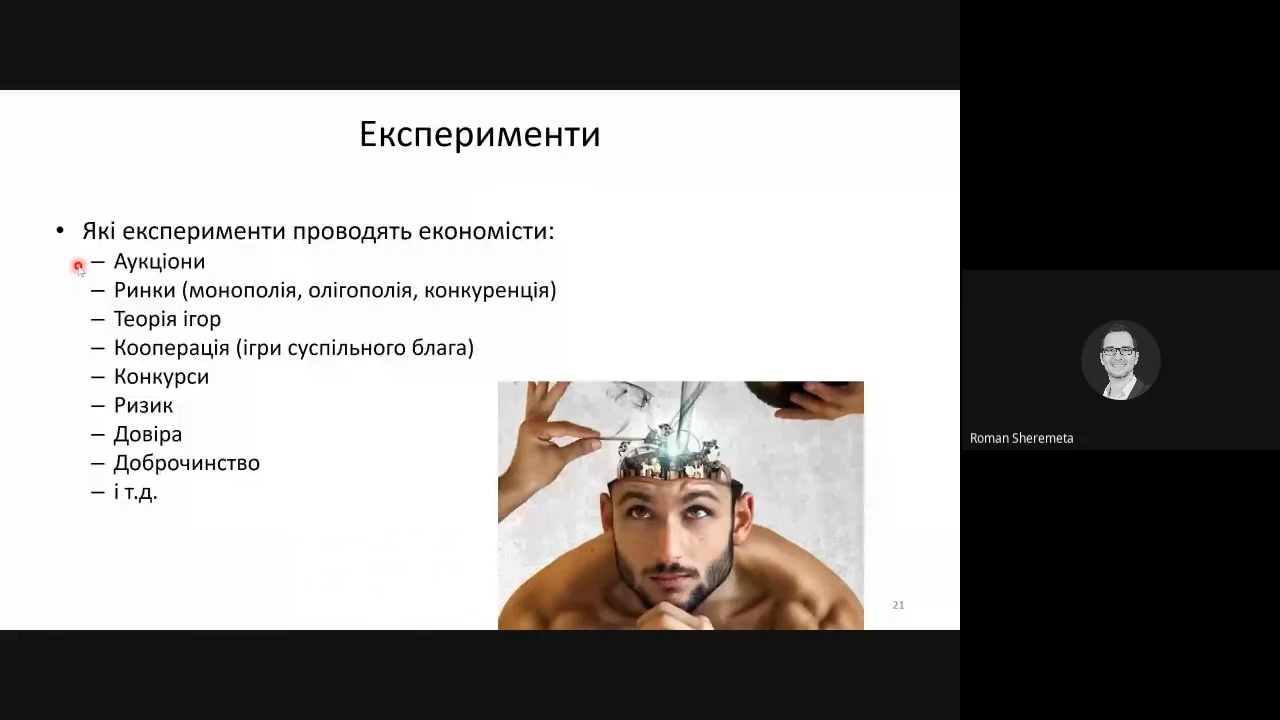 Експерименти
• Які експерименти проводять економісти:
– Аукціони
– Ринки (монополія, олігополія, конкуренція)
– Теорія ігор
– Кооперація (ігри суспільного блага)
– Конкурси
– Ризик
– Довіра
– Доброчинство
– і т.д.
21
Roman Sheremeta